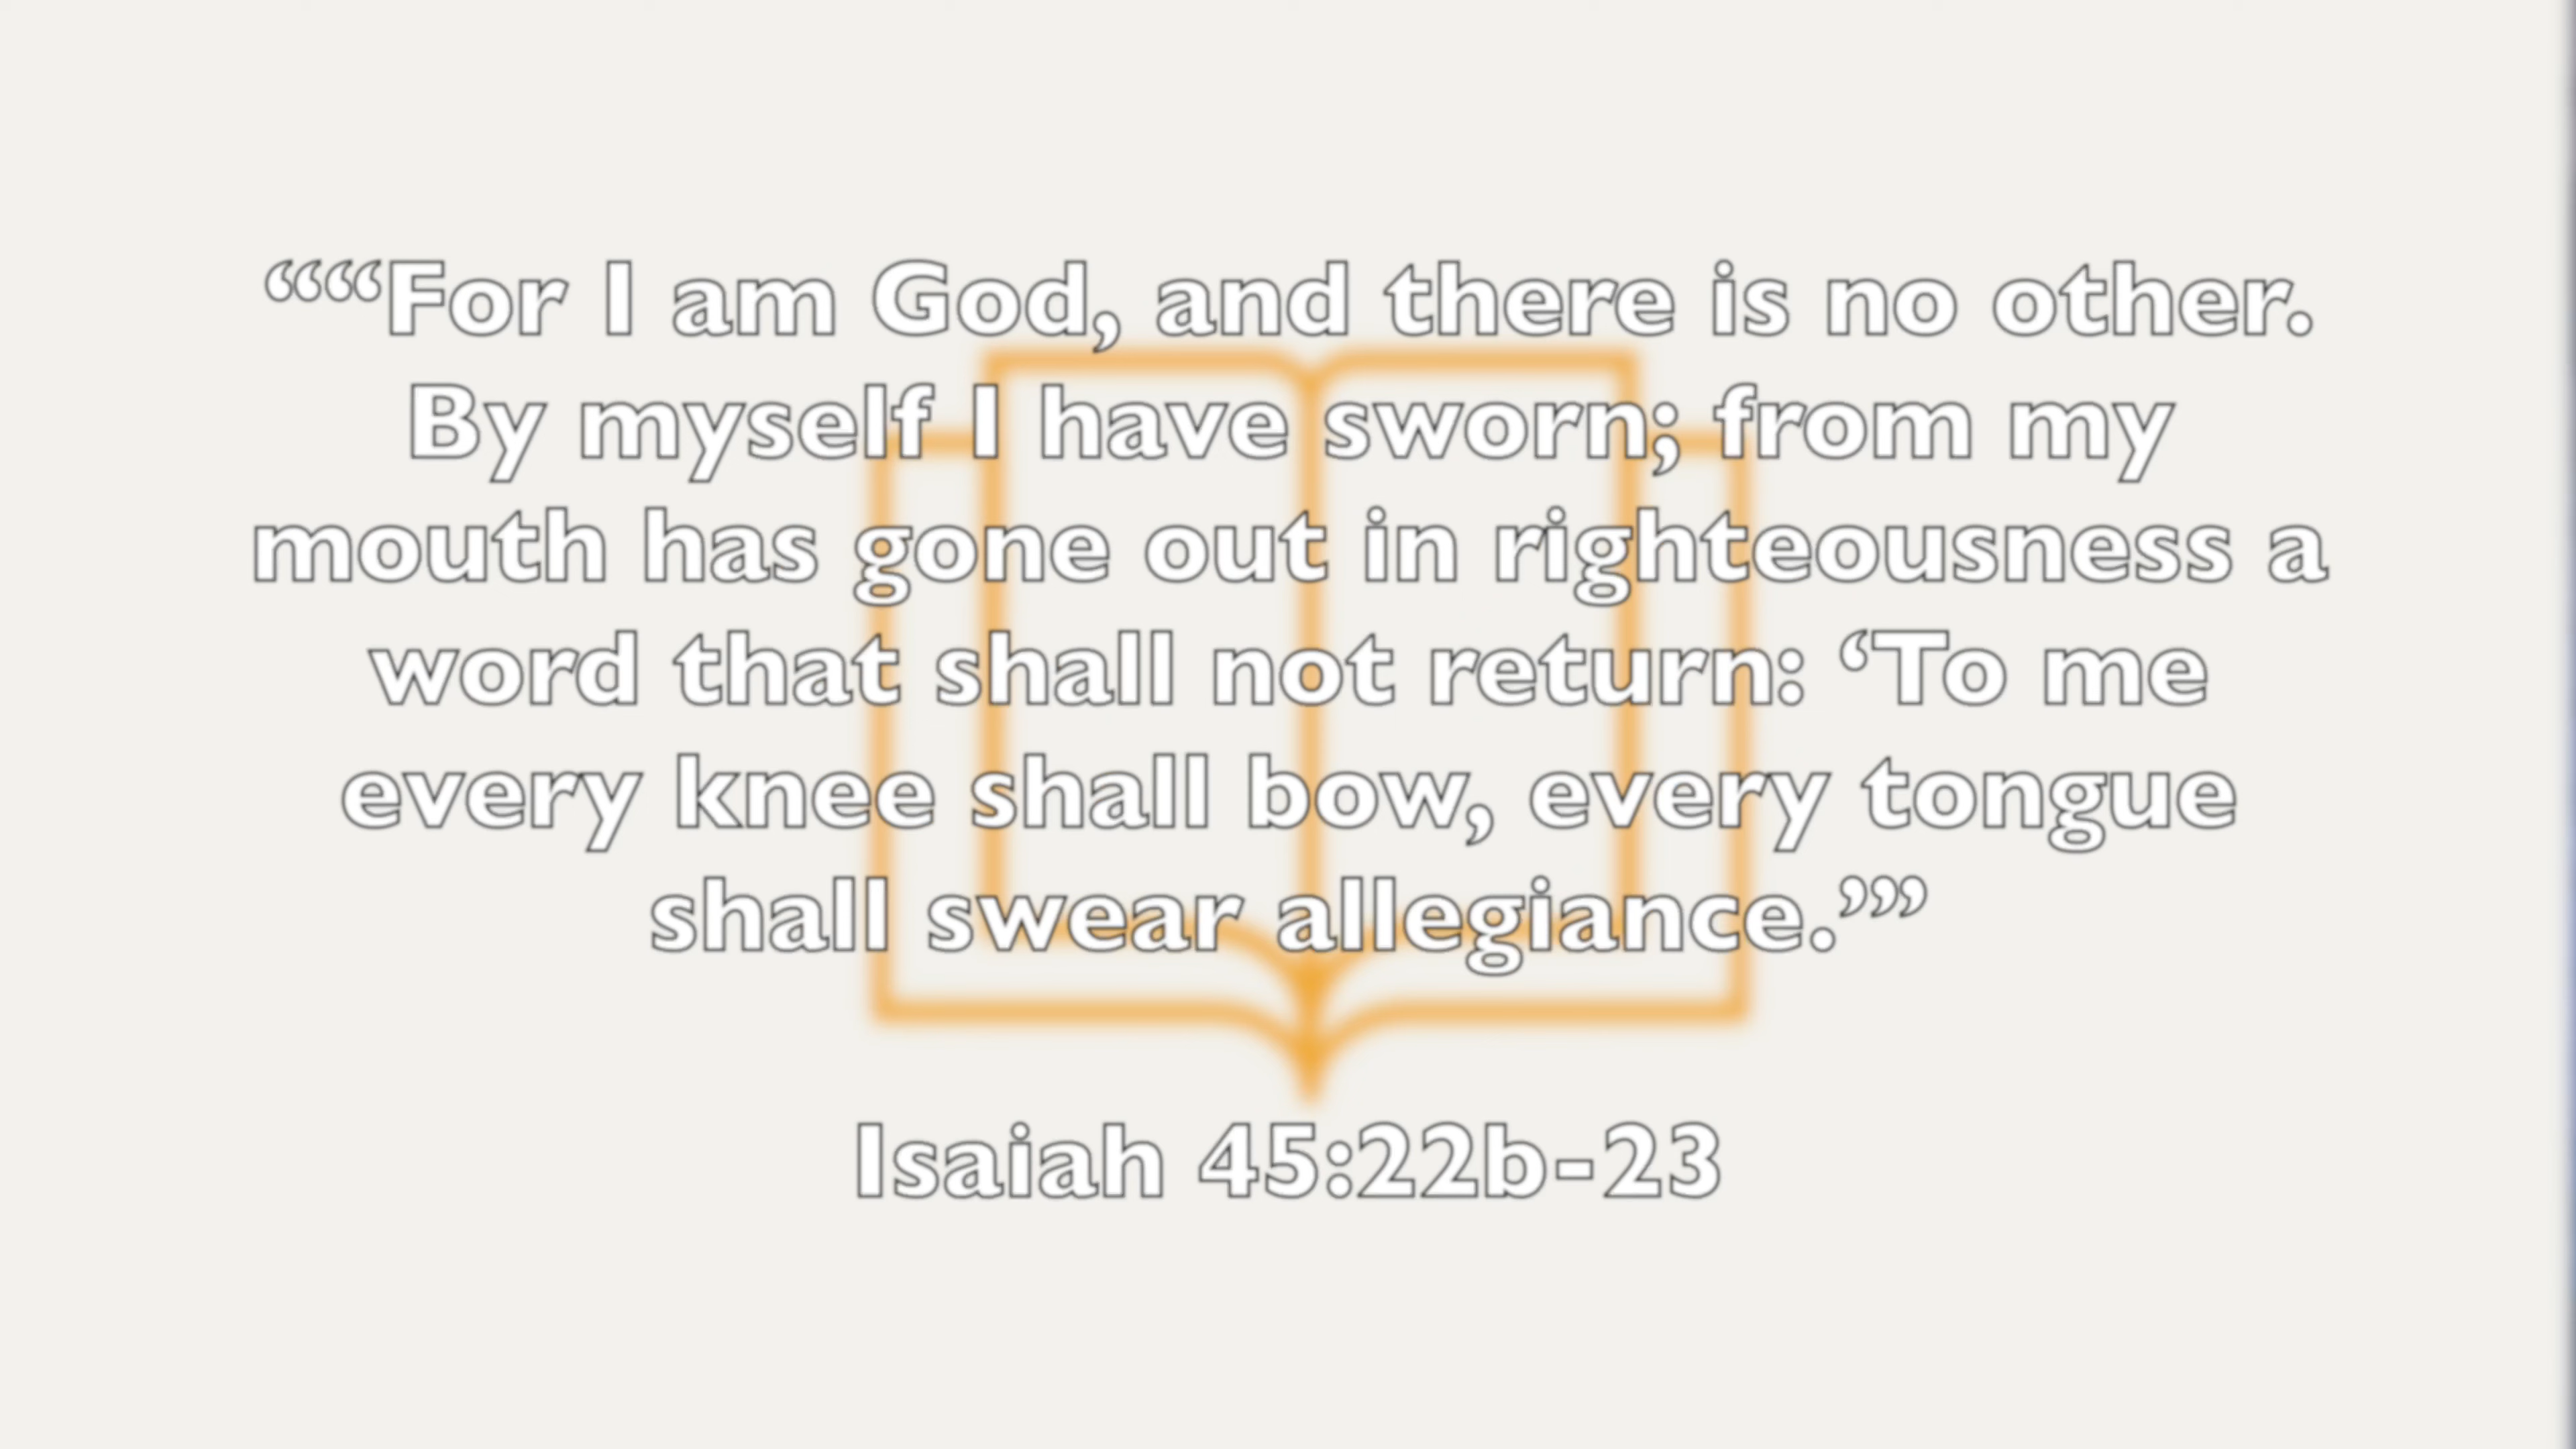 ““For I am God, and there is no other.
By myself I have sworn; from my
mouth has gone out in righteousness a
word that shall not return: ‘To me
every knee shall bow, every tongue
shall swear allegiance.’”
Isaiah 45:22b-23